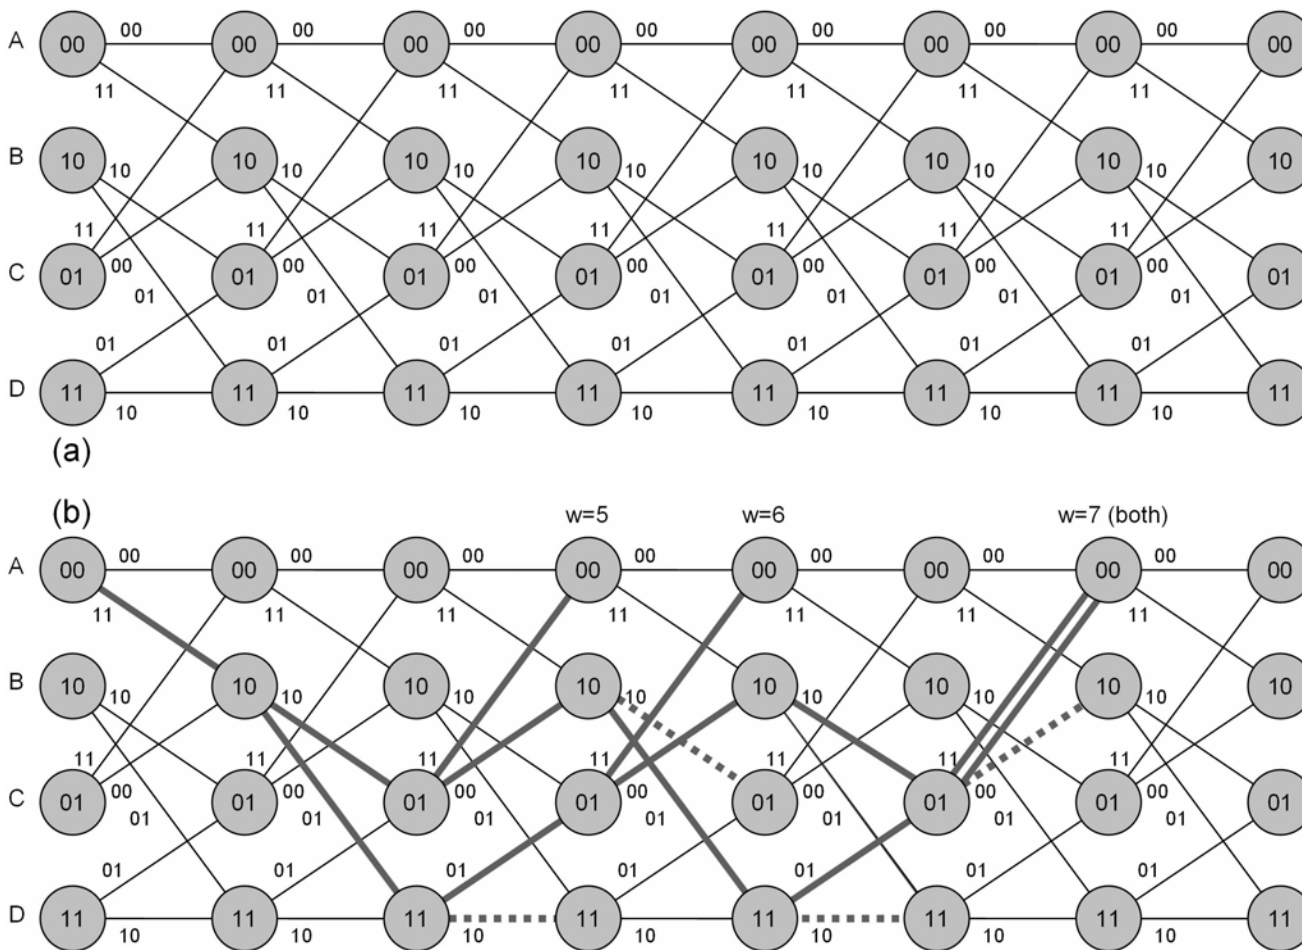 00 00 00 00 00 00 00
A 00 00 00 00 00 00 00 00
11 11 11 11 11 11 11
B 10 10 10 10 10 10 10 10
10 10 10 10 10 10 10
11 11 11 11 11 11 11
00 00 00 00 00 00 00
C 01 01 01 01 01 01 01 01
01 01 01 01 01 01 01
01 01 01 01 01 01 01
D 11 11 11 11 11 11 11 11
10 10 10 10 10 10 10
(a)
(b) w=5 w=6 w=7 (both)
00 00 00 00 00 00 00
A 00 00 00 00 00 00 00 00
11 11 11 11 11 11 11
B 10 10 10 10 10 10 10 10
10 10 10 10 10 10 10
11 11 11 11 11 11 11
00 00 00 00 00 00 00
C 01 01 01 01 01 01 01 01
01 01 01 01 01 01 01
01 01 01 01 01 01 01
D 11 11 11 11 11 11 11 11
10 10 10 10 10 10 10